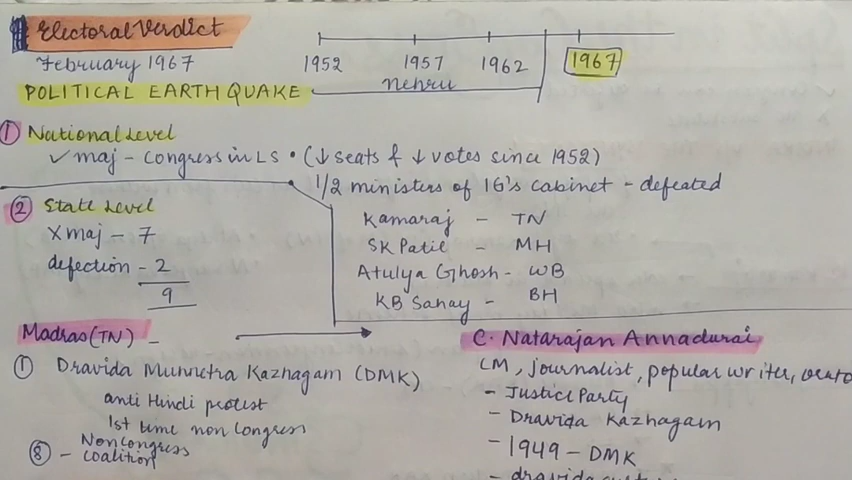 Electoral Verdict
February 1967
POLITICAL EARTHQUAKE
1952 1957 1962 1967
Nehru
① National Level
✓ maj - Congress in LS • (↓ seats & ↓ votes since 1952)
1/2 ministers of IG's cabinet - defeated
Kamaraj - TN
SK Patil - MH
Atulya Ghosh - WB
KB Sahay - BH
② State Level
X maj - 7
defection - 2
9
Madras (TN) -
① Dravida Munnetra Kazhagam (DMK)
anti Hindi protest
1st time non Congress
⑧ - Noncongress
coalition
C. Natarajan Annadurai
CM, journalist, popular writer,
- Justice Party
- Dravida Kazhagam
- 1949 - DMK